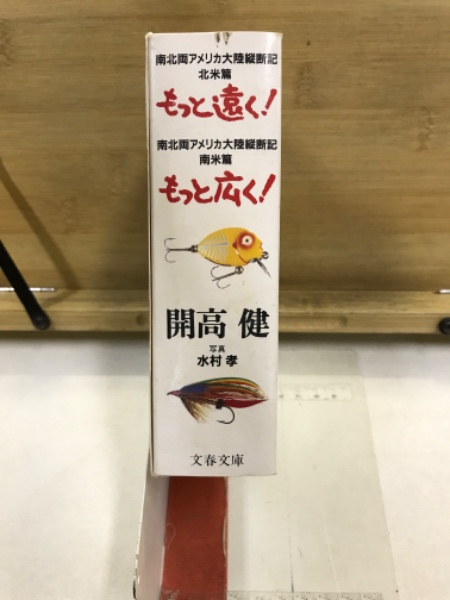 南北両アメリカ大陸縦断記
北米篇
もっと遠く!
南北両アメリカ大陸縦断記
南米篇
もっと広く!
開高 健
写真
水村 孝
文春文庫